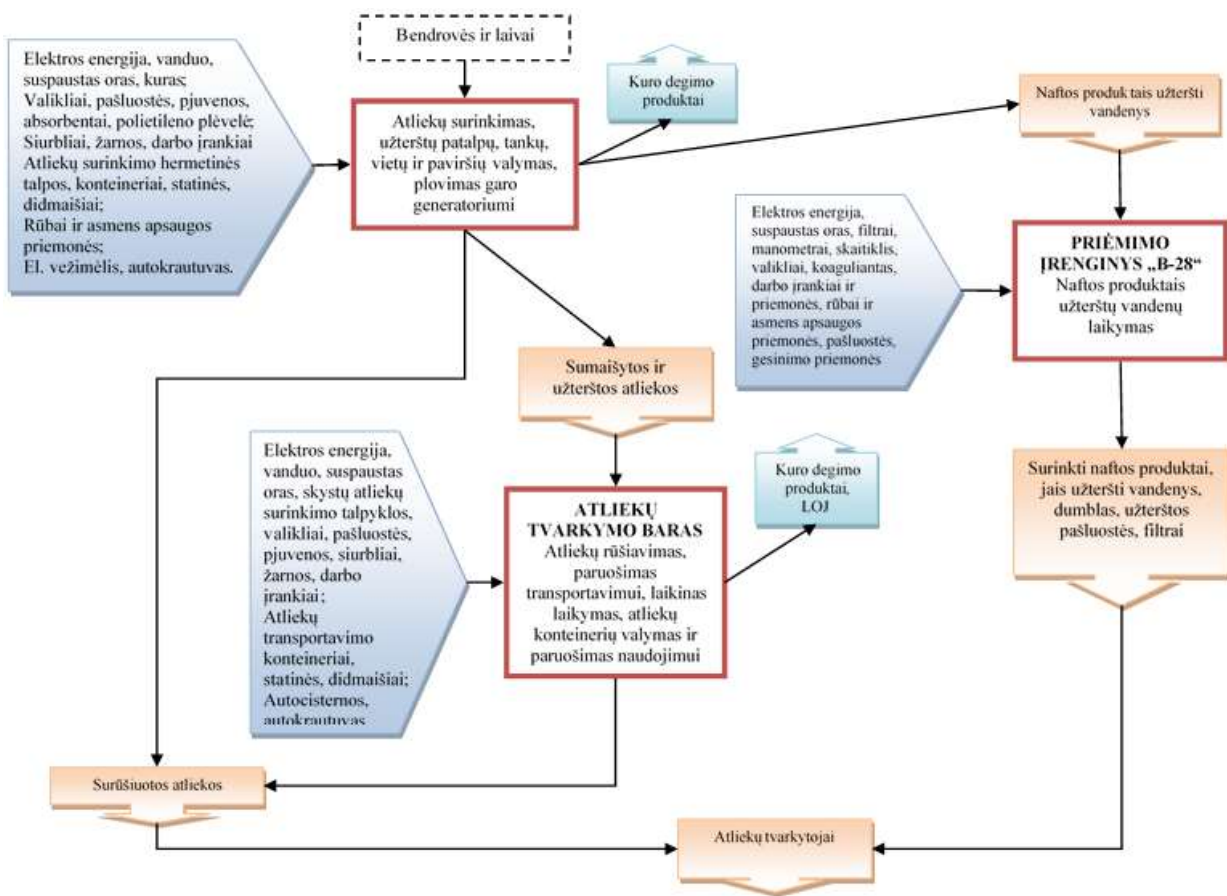 Bendrovės ir laivai
Elektros energija, vanduo,
suspaustas oras, kuras;
Valikliai, pašluostės, pjuvenos,
absorbentai, polietileno plėvelė;
Siurbliai, žarnos, darbo įrankiai
Atliekų surinkimo hermetinės
talpos, konteineriai, statinės,
didmaišiai;
Rūbai ir asmens apsaugos
priemonės;
El. vežimėlis, autokrautuvas.
Atliekų surinkimas,
užterštų patalpų, tankų,
vietų ir paviršių valymas,
plovimas garo
generatoriumi
Kuro degimo
produktai
Naftos produktais užteršti
vandenys
Elektros energija,
suspaustas oras, filtrai,
manometrai, skaitiklis,
valikliai, koaguliantas,
darbo įrankiai ir
priemonės, rūbai ir
asmens apsaugos
priemonės, pašluostės,
gesinimo priemonės
PRIĖMIMO
ĮRENGINYS „B-28“
Naftos produktais
užterštų vandenų
laikymas
Sumaišytos ir
užterštos atliekos
Elektros energija,
vanduo, suspaustas
oras, skystų atliekų
surinkimo talpyklos,
valikliai, pašluostės,
pjuvenos, siurbliai,
žarnos, darbo
įrankiai;
Atliekų
transportavimo
konteineriai,
statinės, didmaišiai;
Autocisternos,
autokrautuvas
ATLIEKŲ
TVARKYMO BARAS
Atliekų rūšiavimas,
paruošimas
transportavimui, laikinas
laikymas, atliekų
konteinerių valymas ir
paruošimas naudojimui
Kuro degimo
produktai,
LOJ
Surinkti naftos produktai,
jais užteršti vandenys,
dumblas, užterštos
pašluostės, filtrai
Surūšiuotos atliekos
Atliekų tvarkytojai